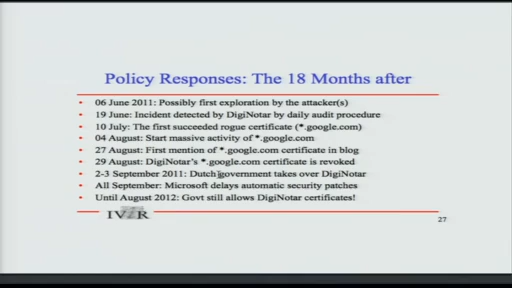 Policy Responses: The 18 Months after
• 06 June 2011: Possibly first exploration by the attacker(s)
• 19 June: Incident detected by DigiNotar by daily audit procedure
• 10 July: The first succeeded rogue certificate (*.google.com)
• 04 August: Start massive activity of *.google.com
• 27 August: First mention of *.google.com certificate in blog
• 29 August: DigiNotar's *.google.com certificate is revoked
• 2-3 September 2011: Dutch government takes over DigiNotar
• All September: Microsoft delays automatic security patches
• Until August 2012: Govt still allows DigiNotar certificates!
IViR
27